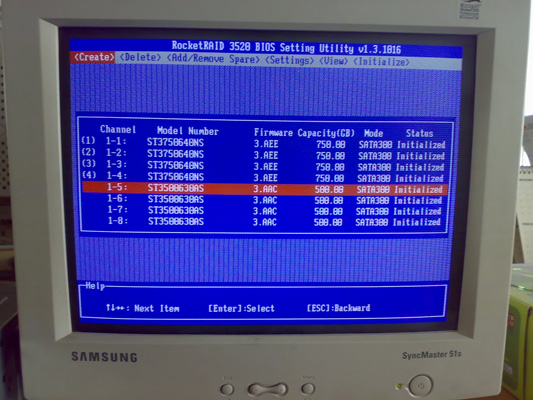 RocketRAID 3520 BIOS Setting Utility v1.3.1016
<Create> <Delete> <Add/Remove Spare> <Settings> <View> <Initialize>
Channel Model Number Firmware Capacity(GB) Mode Status
(1) 1-1: ST3750640NS 3.AEE 750.00 SATA300 Initialized
(2) 1-2: ST3750640NS 3.AEE 750.00 SATA300 Initialized
(3) 1-3: ST3750640NS 3.AEE 750.00 SATA300 Initialized
(4) 1-4: ST3750640NS 3.AEE 750.00 SATA300 Initialized
1-5: ST3500630AS 3.AAC 500.00 SATA300 Initialized
1-6: ST3500630AS 3.AAC 500.00 SATA300 Initialized
1-7: ST3500630AS 3.AAC 500.00 SATA300 Initialized
1-8: ST3500630AS 3.AAC 500.00 SATA300 Initialized
Help
↑↓↔: Next Item [Enter]:Select [ESC]:Backward
SAMSUNG
SyncMaster 51s